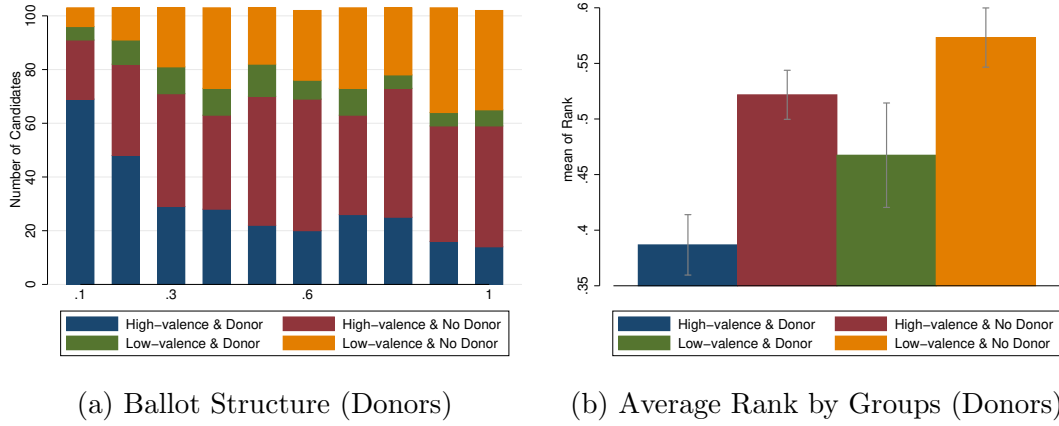 Number of Candidates
100
80
60
40
20
0
.1
.3
.6
1
High−valence & Donor
High−valence & No Donor
Low−valence & Donor
Low−valence & No Donor
(a) Ballot Structure (Donors)
mean of Rank
.6
.55
.5
.45
.4
.35
High−valence & Donor
High−valence & No Donor
Low−valence & Donor
Low−valence & No Donor
(b) Average Rank by Groups (Donors)